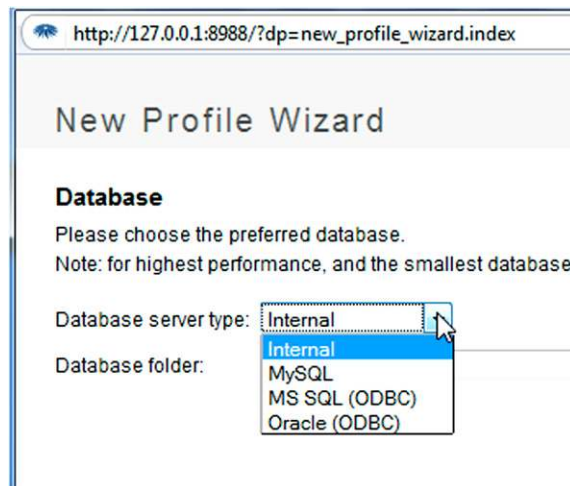 http://127.0.0.1:8988/?dp=new_profile_wizard.index
New Profile Wizard
Database
Please choose the preferred database.
Note: for highest performance, and the smallest database
Database server type: Internal
Internal
MySQL
MS SQL (ODBC)
Oracle (ODBC)
Database folder: